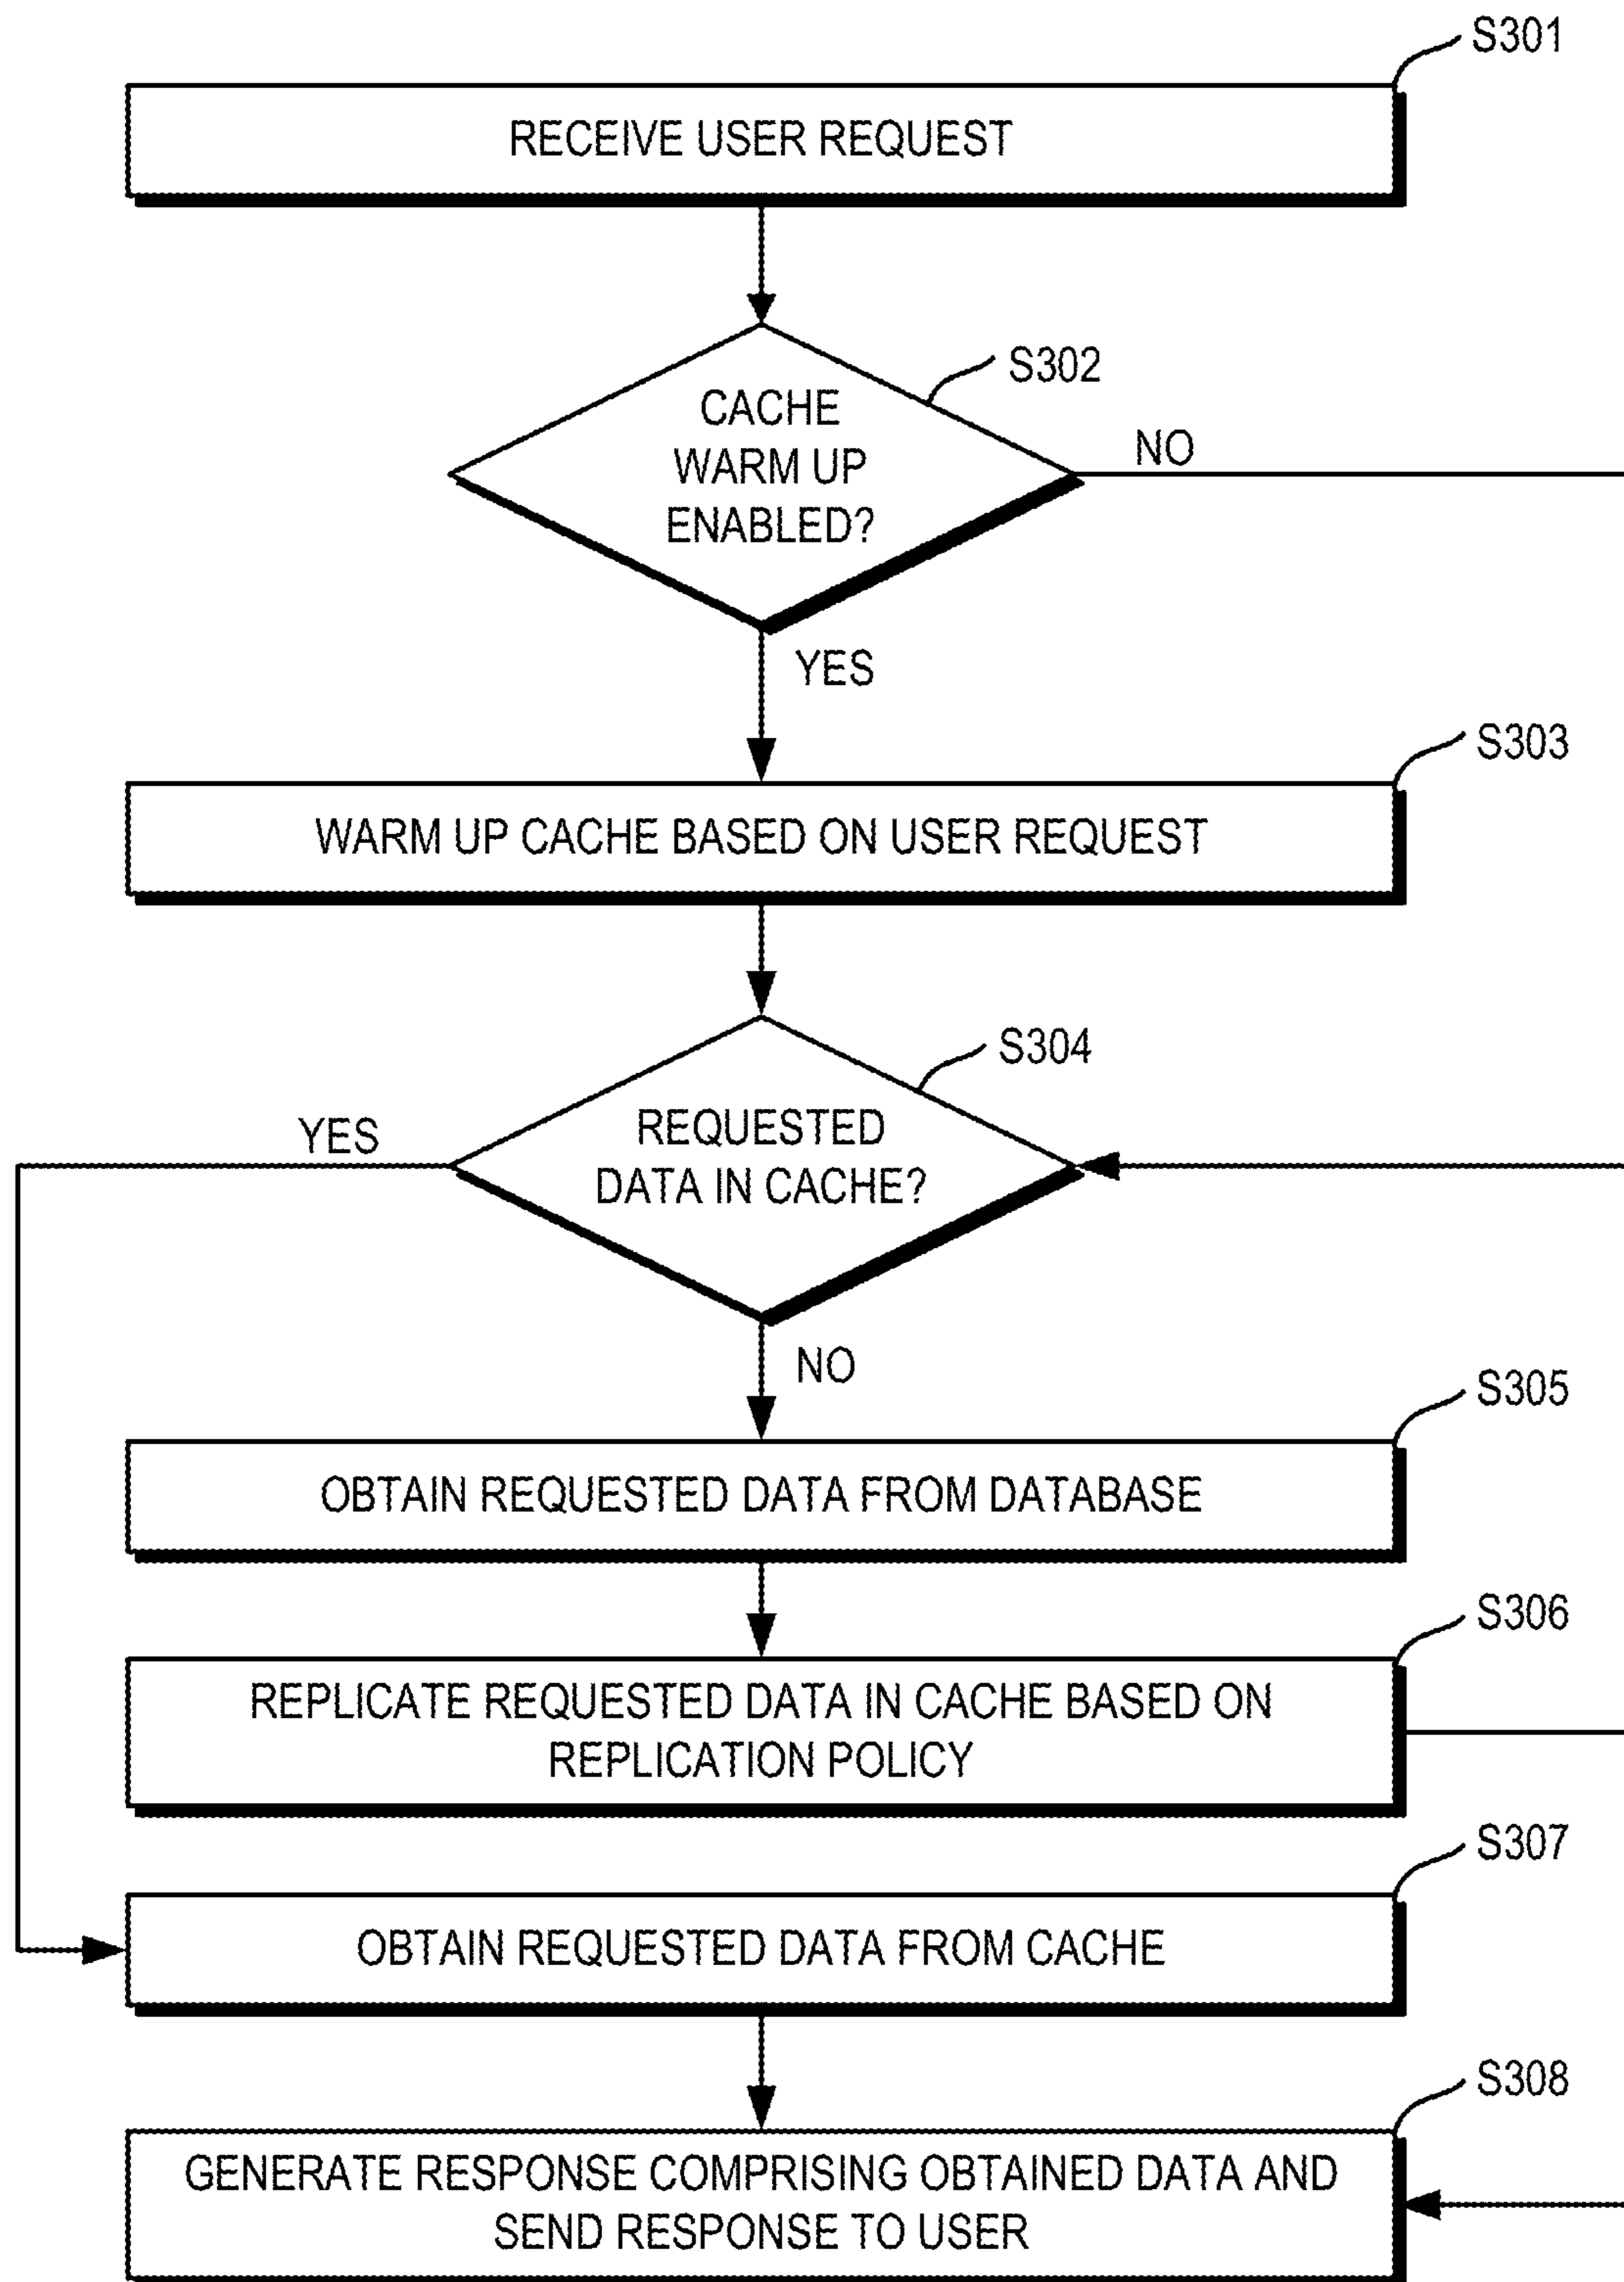 S301
RECEIVE USER REQUEST
S302
CACHE
WARM UP
ENABLED?
NO
YES
S303
WARM UP CACHE BASED ON USER REQUEST
S304
REQUESTED
DATA IN CACHE?
YES
NO
S305
OBTAIN REQUESTED DATA FROM DATABASE
S306
REPLICATE REQUESTED DATA IN CACHE BASED ON
REPLICATION POLICY
S307
OBTAIN REQUESTED DATA FROM CACHE
S308
GENERATE RESPONSE COMPRISING OBTAINED DATA AND
SEND RESPONSE TO USER